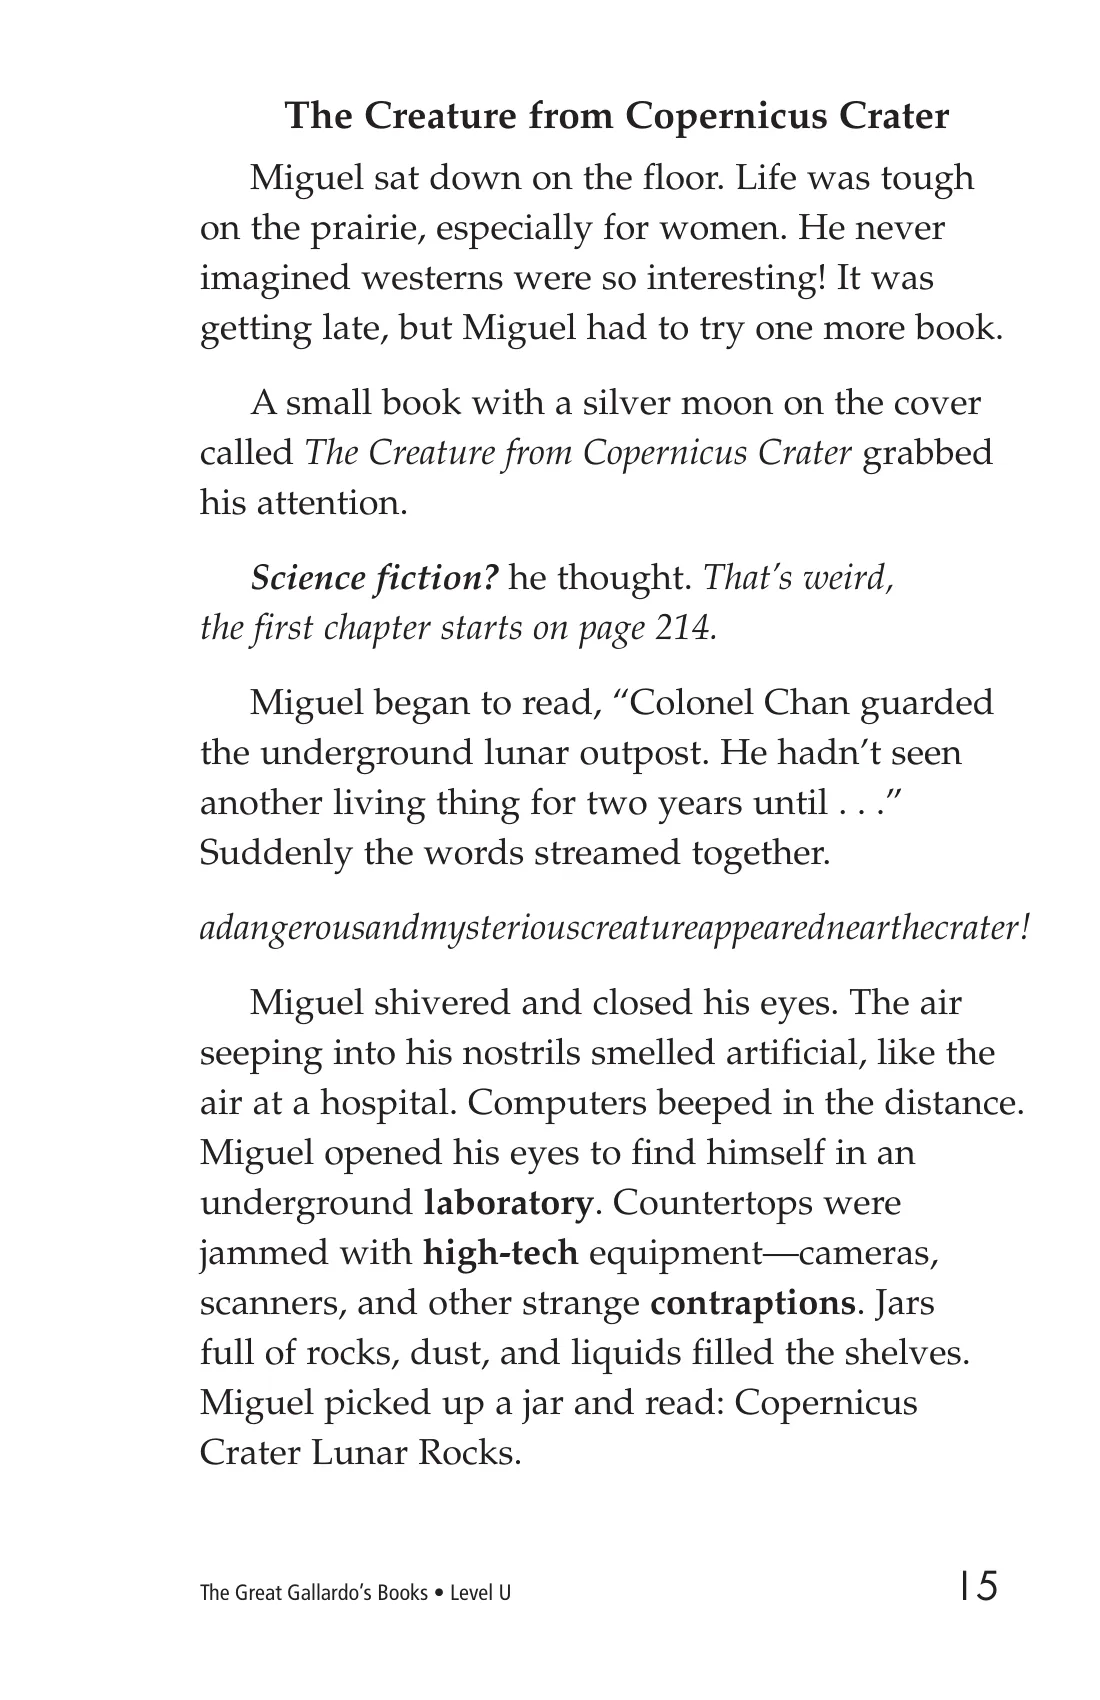 The Creature from Copernicus Crater
Miguel sat down on the floor. Life was tough
on the prairie, especially for women. He never
imagined westerns were so interesting! It was
getting late, but Miguel had to try one more book.
A small book with a silver moon on the cover
called The Creature from Copernicus Crater grabbed
his attention.
Science fiction? he thought. That’s weird,
the first chapter starts on page 214.
Miguel began to read, “Colonel Chan guarded
the underground lunar outpost. He hadn’t seen
another living thing for two years until . . .”
Suddenly the words streamed together.
adangerousandmysteriouscreatureappearednearthecrater!
Miguel shivered and closed his eyes. The air
seeping into his nostrils smelled artificial, like the
air at a hospital. Computers beeped in the distance.
Miguel opened his eyes to find himself in an
underground laboratory. Countertops were
jammed with high-tech equipment—cameras,
scanners, and other strange contraptions. Jars
full of rocks, dust, and liquids filled the shelves.
Miguel picked up a jar and read: Copernicus
Crater Lunar Rocks.
The Great Gallardo’s Books • Level U 15